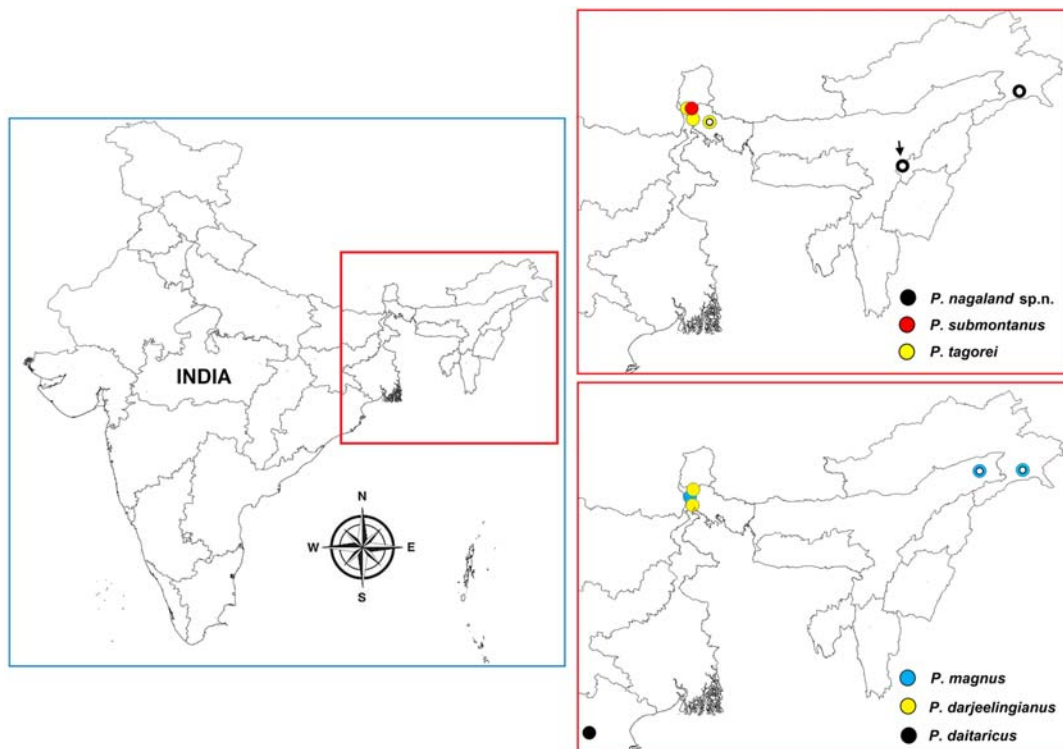 INDIA
N
W E
S
P. nagaland sp.n.
P. submontanus
P. tagorei
P. magnus
P. darjeelingianus
P. daitaricus